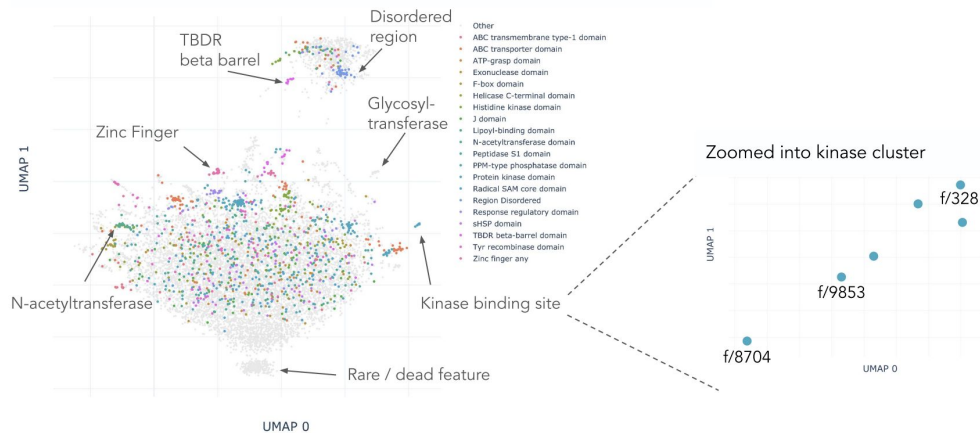 TBDR
beta barrel
Disordered
region
Zinc Finger
Glycosyl-
transferase
N-acetyltransferase
Kinase binding site
Rare / dead feature
UMAP 1
UMAP 0
Other
ABC transmembrane type-1 domain
ABC transporter domain
ATP-grasp domain
Exonuclease domain
F-box domain
Helicase C-terminal domain
Histidine kinase domain
J domain
Lipoyl-binding domain
N-acetyltransferase domain
Peptidase S1 domain
PPM-type phosphatase domain
Protein kinase domain
Radical SAM core domain
Region Disordered
Response regulatory domain
sHSP domain
TBDR beta-barrel domain
Tyr recombinase domain
Zinc finger any
Zoomed into kinase cluster
f/328
f/9853
f/8704
UMAP 1
UMAP 0